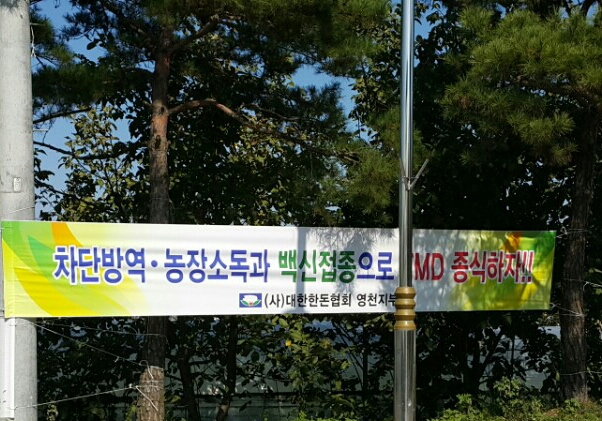 차단방역·농장소독과 백신접종으로 MD 종식하자!!
(사)대한한돈협회 영천지부